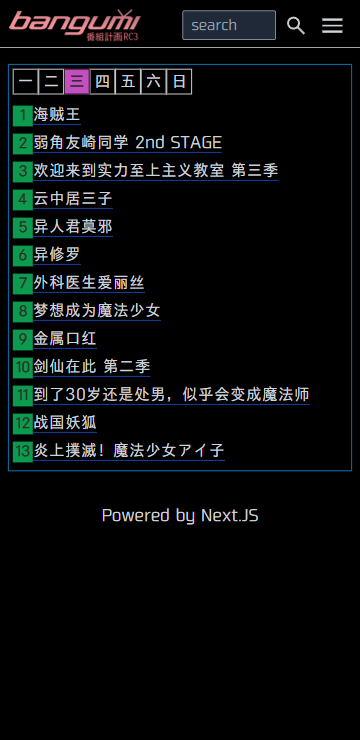 bangumi
番組計画RC3
search
一 二 三 四 五 六 日
1 海贼王
2 弱角友崎同学 2nd STAGE
3 欢迎来到实力至上主义教室 第三季
4 云中居三子
5 异人君莫邪
6 异修罗
7 外科医生爱丽丝
8 梦想成为魔法少女
9 金属口红
10 剑仙在此 第二季
11 到了30岁还是处男，似乎会变成魔法师
12 战国妖狐
13 炎上撲滅！魔法少女アイ子
Powered by Next.JS